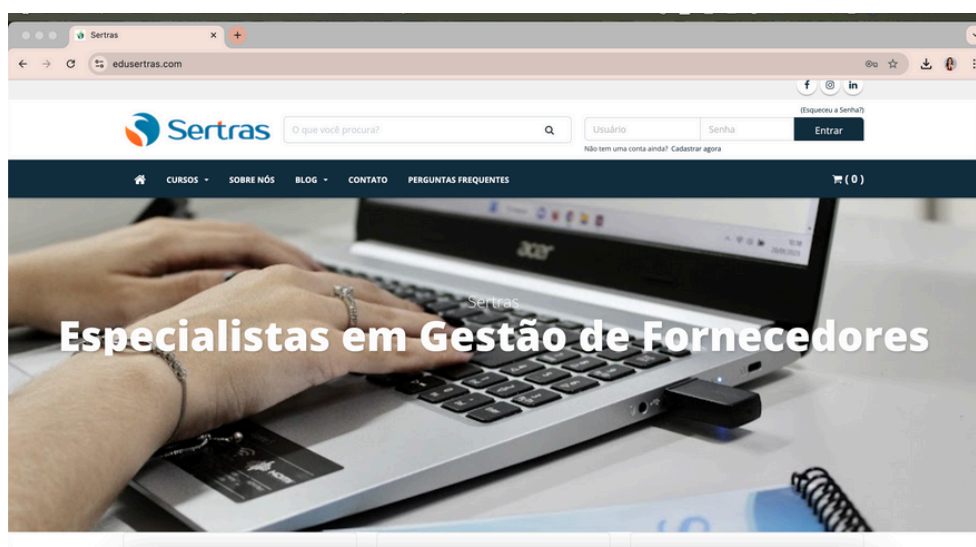 Sertras
edusertras.com
(Esqueceu a Senha?)
Sertras
O que você procura?
Usuário
Senha
Entrar
Não tem uma conta ainda? Cadastrar agora
CURSOS
SOBRE NÓS
BLOG
CONTATO
PERGUNTAS FREQUENTES
( 0 )
acer
Sertras
Especialistas em Gestão de Fornecedores